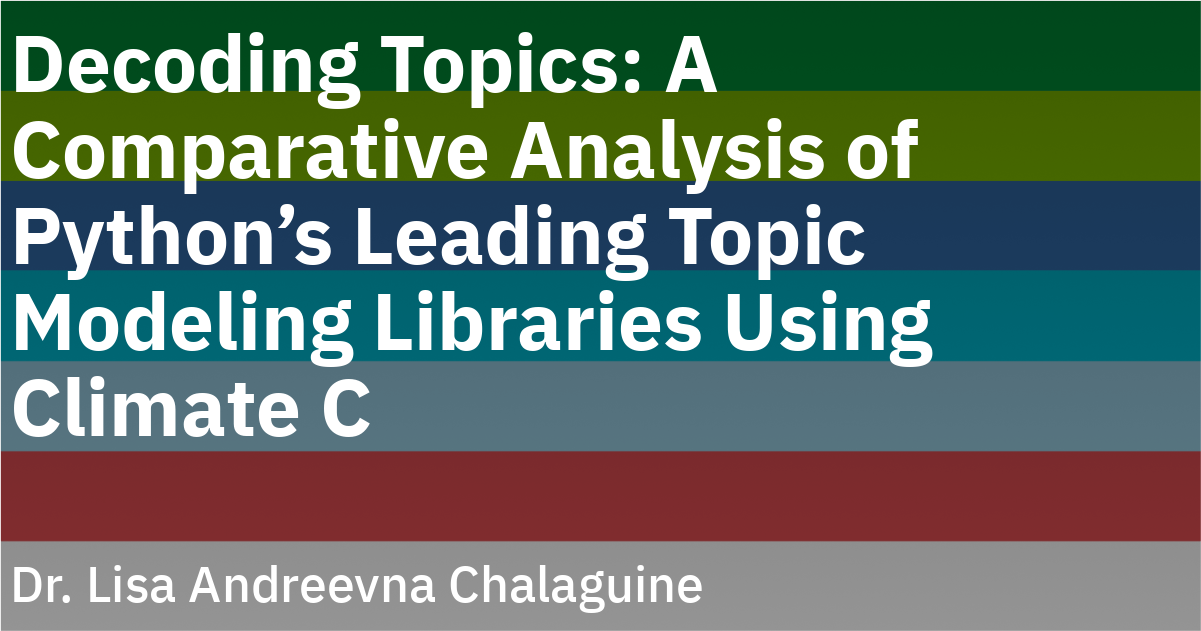 Decoding Topics: A
Comparative Analysis of
Python’s Leading Topic
Modeling Libraries Using
Climate C
Dr. Lisa Andreevna Chalaguine